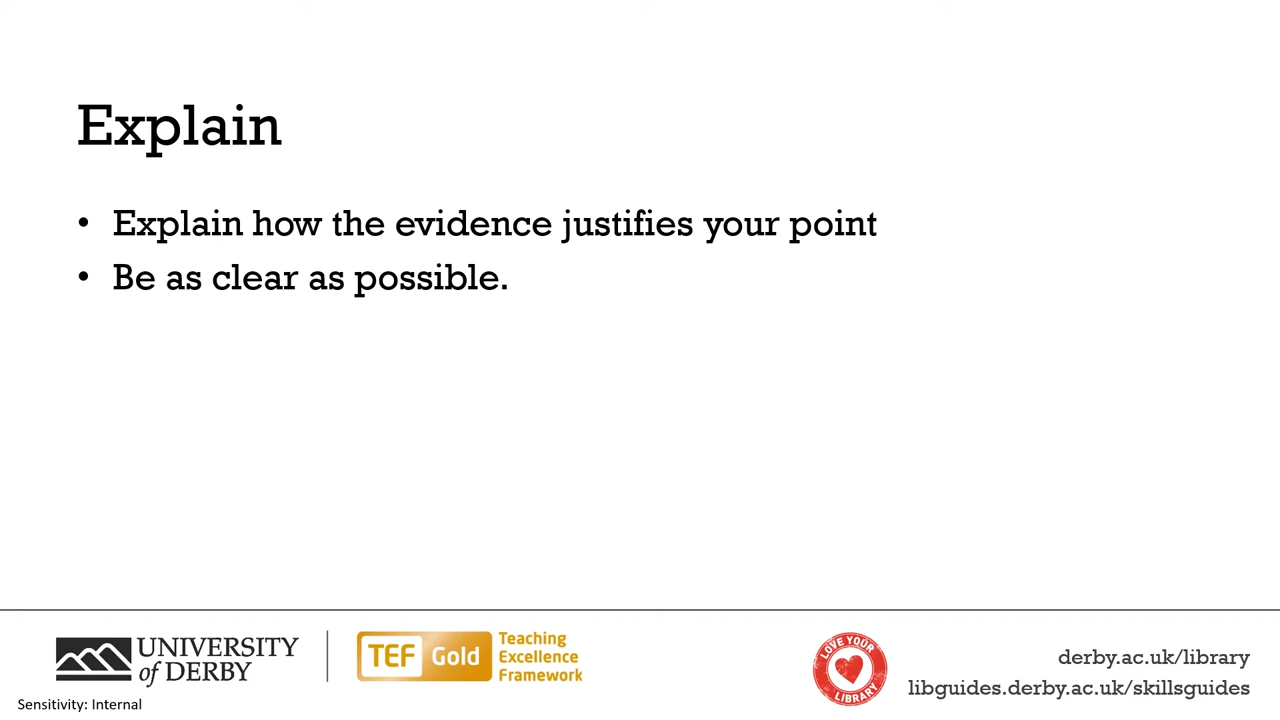 Explain
• Explain how the evidence justifies your point
• Be as clear as possible.
UNIVERSITY
of DERBY
TEF Gold
Teaching
Excellence
Framework
LOVE YOUR
LIBRARY
derby.ac.uk/library
libguides.derby.ac.uk/skillsguides
Sensitivity: Internal